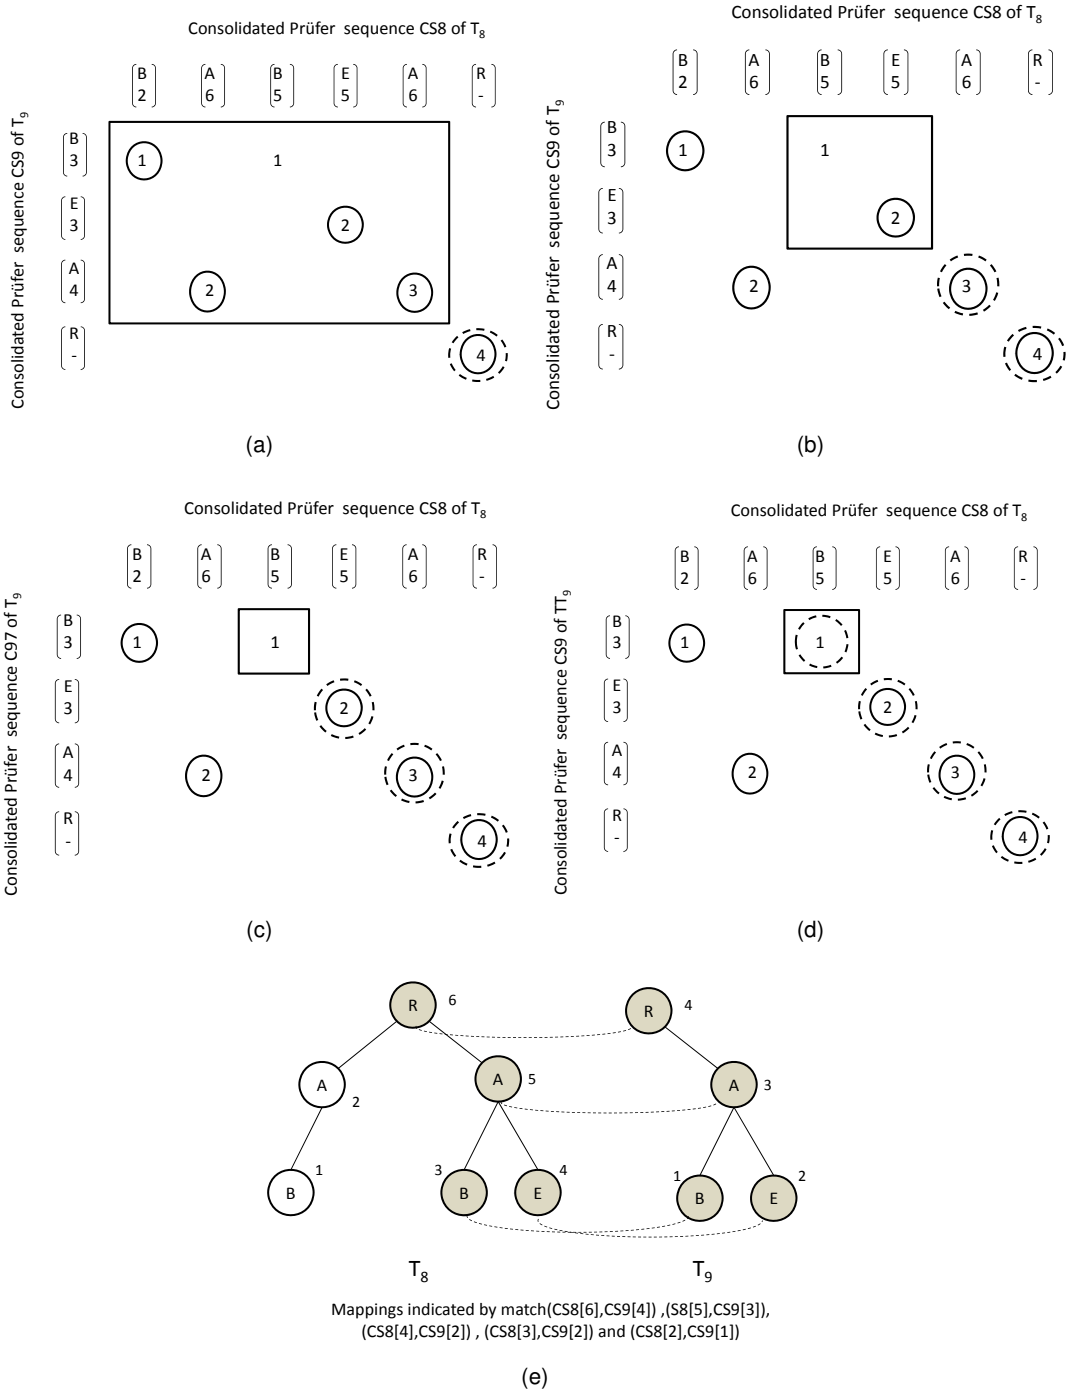 Consolidated Prüfer sequence CS8 of T8
B A B E A R
2 6 5 5 6 -
Consolidated Prüfer sequence CS9 of T9
B
3
1 1
E
3
2
A
4
2 3
R
-
4
(a)
Consolidated Prüfer sequence CS8 of T8
B A B E A R
2 6 5 5 6 -
Consolidated Prüfer sequence CS9 of T9
B
3
1 1
E
3
2
A
4
2 3
R
-
4
(b)
Consolidated Prüfer sequence CS8 of T8
B A B E A R
2 6 5 5 6 -
Consolidated Prüfer sequence C97 of T9
B
3
1 1
E
3
2
A
4
2 3
R
-
4
(c)
Consolidated Prüfer sequence CS8 of T8
B A B E A R
2 6 5 5 6 -
Consolidated Prüfer sequence CS9 of TT9
B
3
1 1
E
3
2
A
4
2 3
R
-
4
(d)
R 6 R 4
A 2 A 5 A 3
B 1 B 3 E 4 B 1 E 2
T8 T9
Mappings indicated by match(CS8[6],CS9[4]) ,(S8[5],CS9[3]),
(CS8[4],CS9[2]) , (CS8[3],CS9[2]) and (CS8[2],CS9[1])
(e)